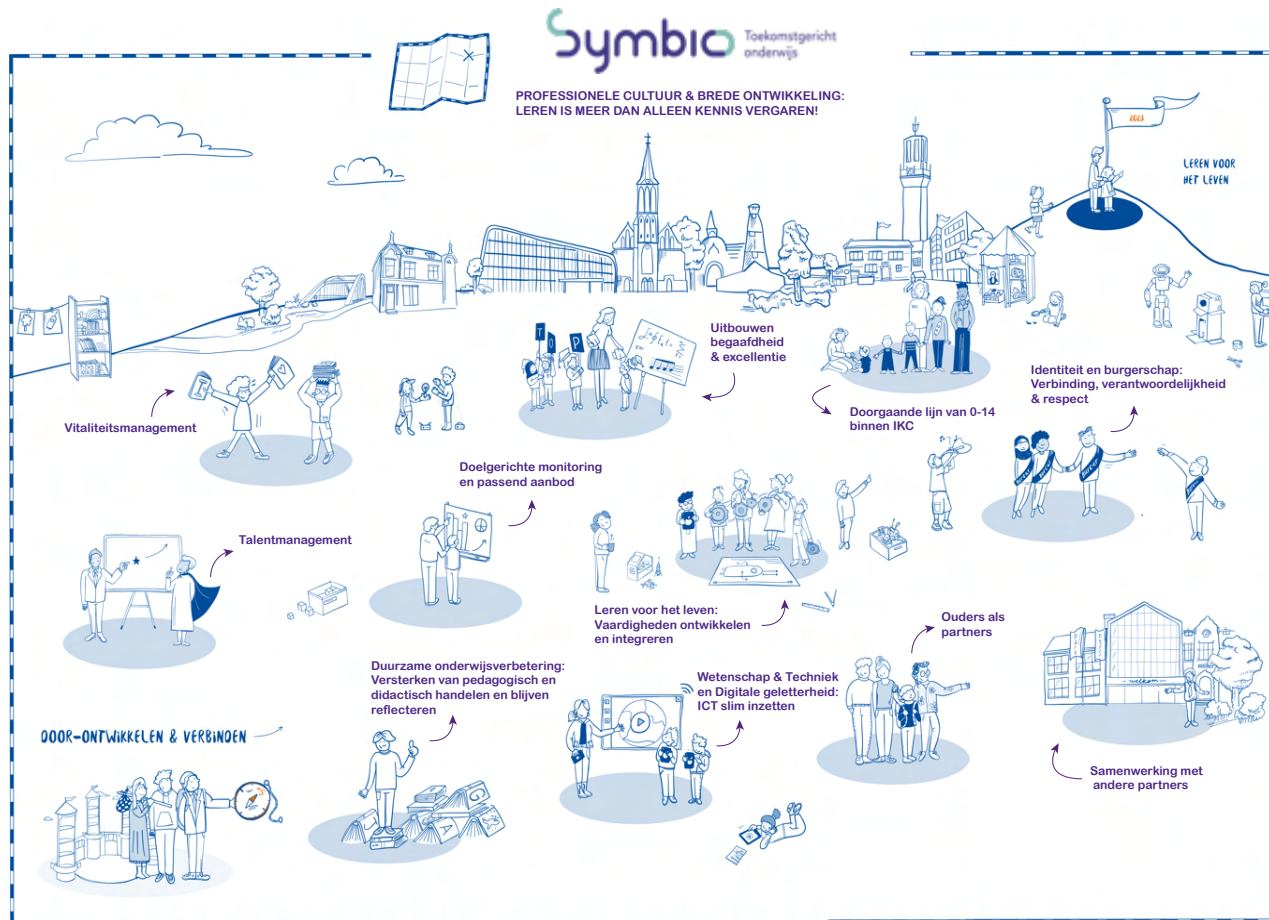 Symbio
Toekomstgericht
onderwijs
PROFESSIONELE CULTUUR & BREDE ONTWIKKELING:
LEREN IS MEER DAN ALLEEN KENNIS VERGAREN!
2023
LEREN VOOR
HET LEVEN
TOP
Uitbouwen
begaafdheid
& excellentie
Identiteit en burgerschap:
Verbinding, verantwoordelijkheid
& respect
Doorgaande lijn van 0-14
binnen IKC
Vitaliteitsmanagement
Doelgerichte monitoring
en passend aanbod
Talentmanagement
Leren voor het leven:
Vaardigheden ontwikkelen
en integreren
Ouders als
partners
Duurzame onderwijsverbetering:
Versterken van pedagogisch en
didactisch handelen en blijven
reflecteren
Wetenschap & Techniek
en Digitale geletterheid:
ICT slim inzetten
welkom
DOOR-ONTWIKKELEN & VERBINDEN
Samenwerking met
andere partners